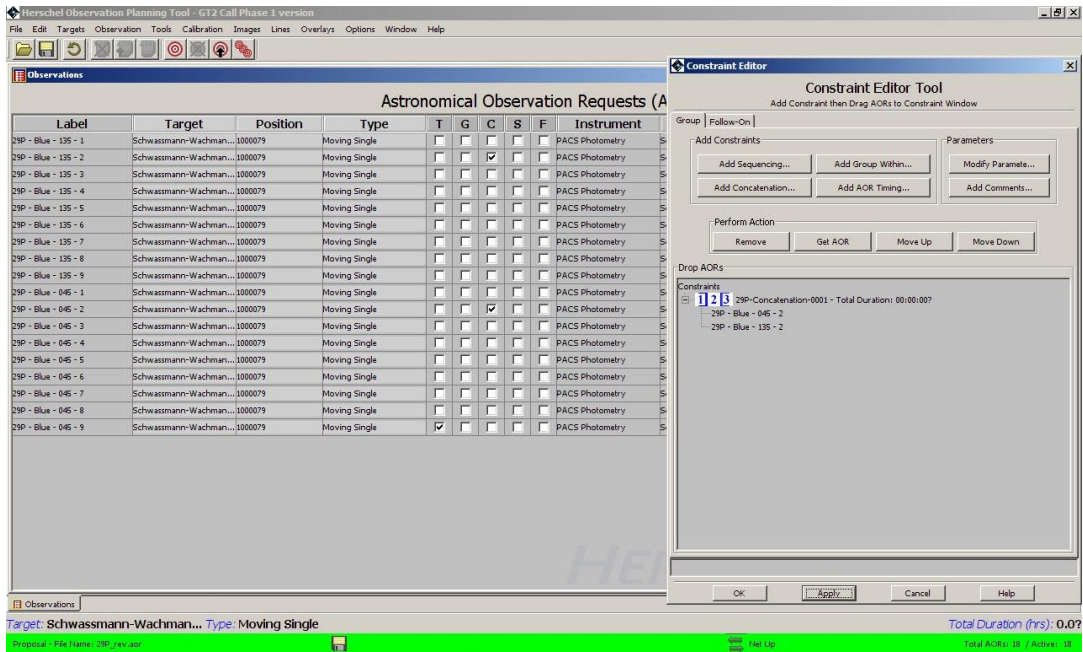 Herschel Observation Planning Tool - GT2 Call Phase 1 version
File Edit Targets Observation Tools Calibration Images Lines Overlays Options Window Help
Observations
Astronomical Observation Requests (A
Label Target Position Type T G C S F Instrument
29P - Blue - 135 - 1 Schwassmann-Wachman... 1000079 Moving Single PACS Photometry
29P - Blue - 135 - 2 Schwassmann-Wachman... 1000079 Moving Single PACS Photometry
29P - Blue - 135 - 3 Schwassmann-Wachman... 1000079 Moving Single PACS Photometry
29P - Blue - 135 - 4 Schwassmann-Wachman... 1000079 Moving Single PACS Photometry
29P - Blue - 135 - 5 Schwassmann-Wachman... 1000079 Moving Single PACS Photometry
29P - Blue - 135 - 6 Schwassmann-Wachman... 1000079 Moving Single PACS Photometry
29P - Blue - 135 - 7 Schwassmann-Wachman... 1000079 Moving Single PACS Photometry
29P - Blue - 135 - 8 Schwassmann-Wachman... 1000079 Moving Single PACS Photometry
29P - Blue - 135 - 9 Schwassmann-Wachman... 1000079 Moving Single PACS Photometry
29P - Blue - 045 - 1 Schwassmann-Wachman... 1000079 Moving Single PACS Photometry
29P - Blue - 045 - 2 Schwassmann-Wachman... 1000079 Moving Single PACS Photometry
29P - Blue - 045 - 3 Schwassmann-Wachman... 1000079 Moving Single PACS Photometry
29P - Blue - 045 - 4 Schwassmann-Wachman... 1000079 Moving Single PACS Photometry
29P - Blue - 045 - 5 Schwassmann-Wachman... 1000079 Moving Single PACS Photometry
29P - Blue - 045 - 6 Schwassmann-Wachman... 1000079 Moving Single PACS Photometry
29P - Blue - 045 - 7 Schwassmann-Wachman... 1000079 Moving Single PACS Photometry
29P - Blue - 045 - 8 Schwassmann-Wachman... 1000079 Moving Single PACS Photometry
29P - Blue - 045 - 9 Schwassmann-Wachman... 1000079 Moving Single PACS Photometry
HER
Constraint Editor
Constraint Editor Tool
Add Constraint then Drag AORs to Constraint Window
Group Follow-On
Add Constraints Parameters
Add Sequencing... Add Group Within... Modify Paramete...
Add Concatenation... Add AOR Timing... Add Comments...
Perform Action
Remove Get AOR Move Up Move Down
Drop AORs
Constraints
1 2 3 29P-Concatenation-0001 - Total Duration: 00:00:00?
29P - Blue - 045 - 2
29P - Blue - 135 - 2
OK Apply Cancel Help
Observations
Target: Schwassmann-Wachman... Type: Moving Single Total Duration (hrs): 0.0?
Proposal - File Name: 29P_rev.aor Net Up Total AORs: 18 / Active: 18